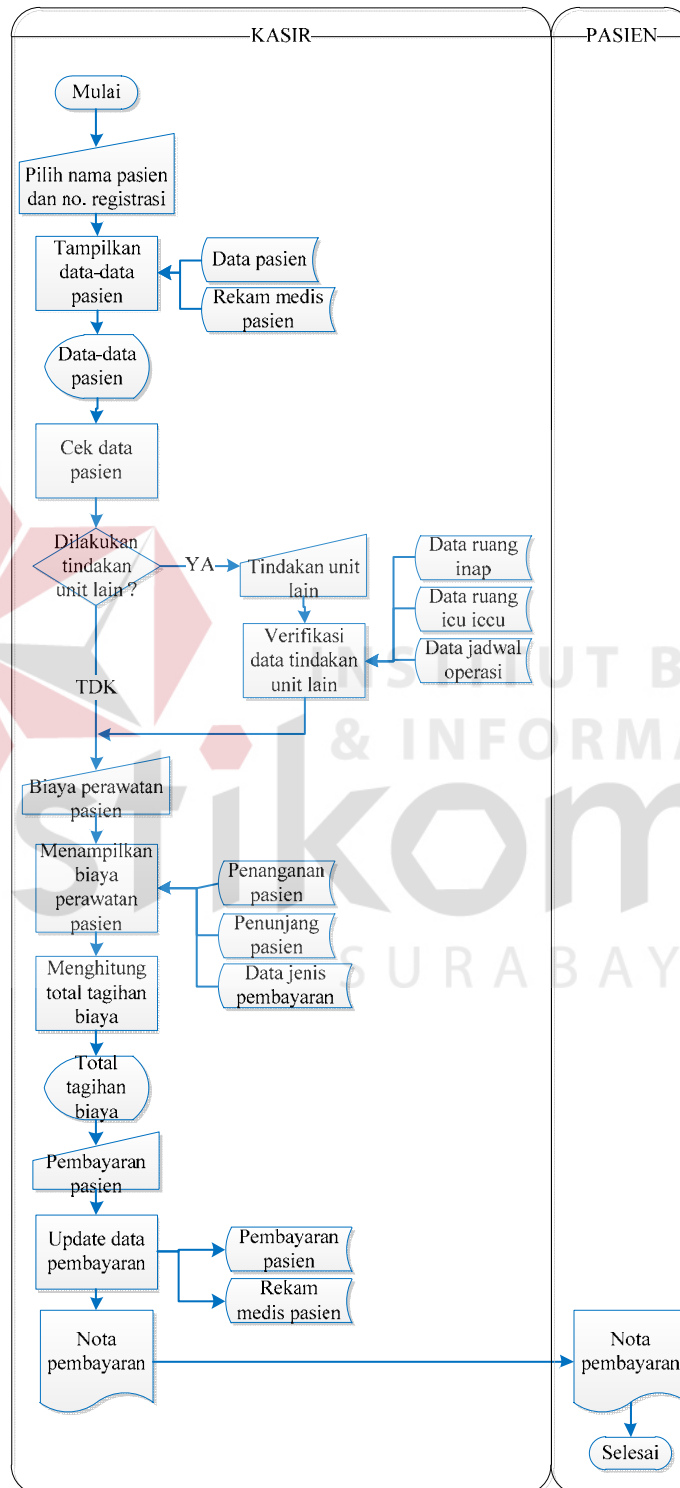 KASIR
PASIEN
Mulai
Pilih nama pasien
dan no. registrasi
Tampilkan
data-data
pasien
Data pasien
Rekam medis
pasien
Data-data
pasien
Cek data
pasien
Dilakukan
tindakan
unit lain ?
YA
Tindakan unit
lain
Data ruang
inap
Data ruang
icu iccu
Data jadwal
operasi
Verifikasi
data tindakan
unit lain
TDK
INSTITUT B
& INFORMA
stikom
SURABAY
Biaya perawatan
pasien
Menampilkan
biaya
perawatan
pasien
Penanganan
pasien
Penunjang
pasien
Data jenis
pembayaran
Menghitung
total tagihan
biaya
Total
tagihan
biaya
Pembayaran
pasien
Update data
pembayaran
Pembayaran
pasien
Rekam
medis pasien
Nota
pembayaran
Nota
pembayaran
Selesai